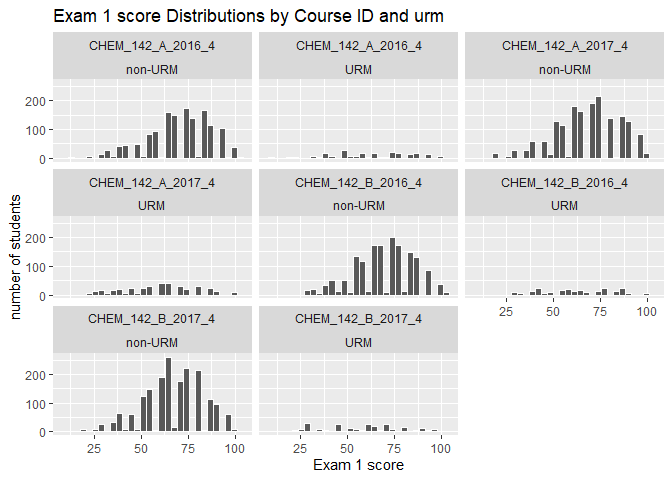 Exam 1 score Distributions by Course ID and urm
CHEM_142_A_2016_4
non-URM
CHEM_142_A_2016_4
URM
CHEM_142_A_2017_4
non-URM
200
100
0
CHEM_142_A_2017_4
URM
CHEM_142_B_2016_4
non-URM
CHEM_142_B_2016_4
URM
number of students
200
100
0
25 50 75 100
CHEM_142_B_2017_4
non-URM
CHEM_142_B_2017_4
URM
200
100
0
25 50 75 100
25 50 75 100
Exam 1 score